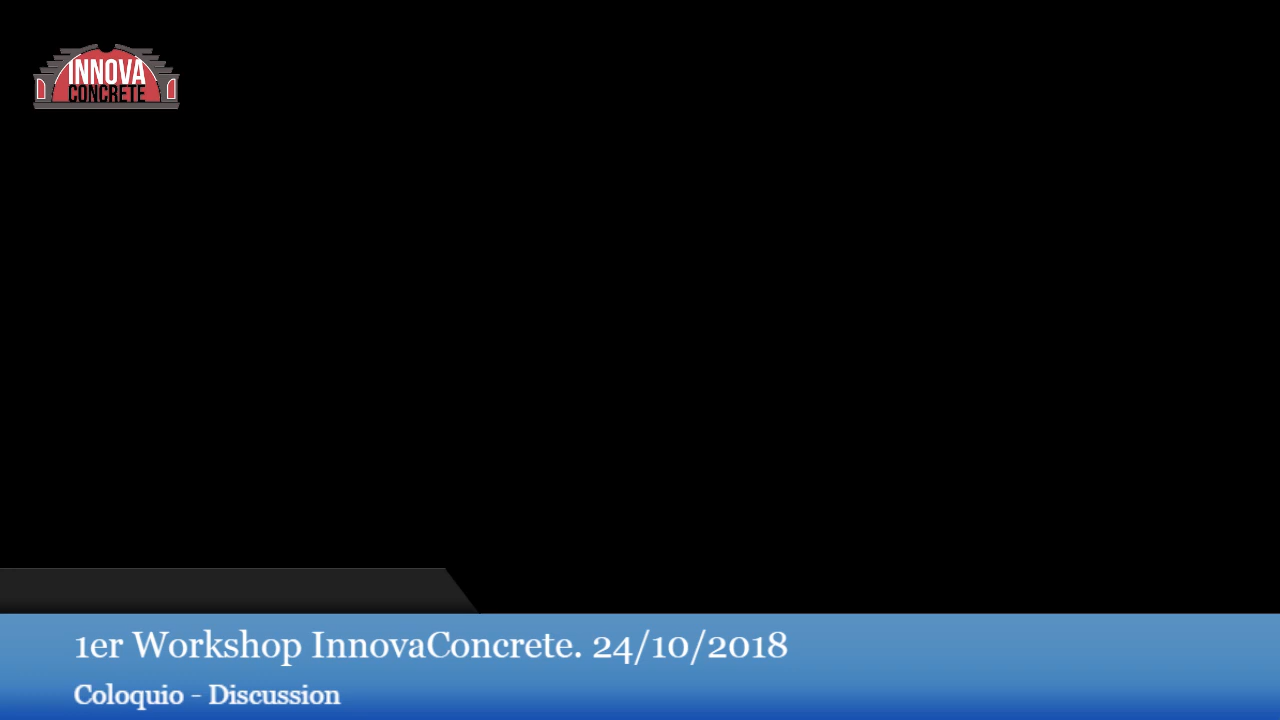 INNOVA
CONCRETE
1er Workshop InnovaConcrete. 24/10/2018
Coloquio - Discussion